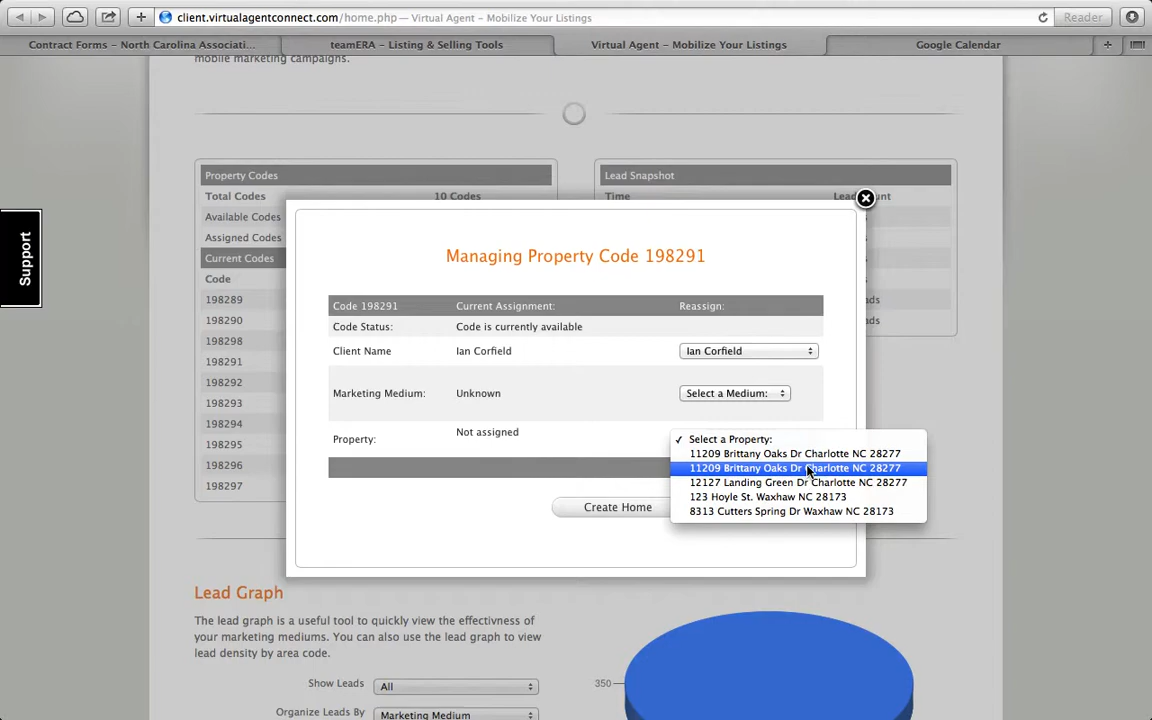 client.virtualagentconnect.com/home.php — Virtual Agent - Mobilize Your Listings
Reader
Contract Forms – North Carolina Associati...
teamERA – Listing & Selling Tools
Virtual Agent – Mobilize Your Listings
Google Calendar
mobile marketing campaigns.
Property Codes
Total Codes 10 Codes
Available Codes
Assigned Codes
Current Codes
Code
198289
198290
198298
198291
198292
198293
198294
198295
198296
198297
Lead Snapshot
Time
Support
Managing Property Code 198291
Code 198291 Current Assignment: Reassign:
Code Status: Code is currently available
Client Name Ian Corfield Ian Corfield
Marketing Medium: Unknown Select a Medium:
Property: Not assigned
✓ Select a Property:
11209 Brittany Oaks Dr Charlotte NC 28277
11209 Brittany Oaks Dr Charlotte NC 28277
12127 Landing Green Dr Charlotte NC 28277
123 Hoyle St. Waxhaw NC 28173
8313 Cutters Spring Dr Waxhaw NC 28173
Create Home
Lead Graph
The lead graph is a useful tool to quickly view the effectivness of
your marketing mediums. You can also use the lead graph to view
lead density by area code.
Show Leads All
Organize Leads By Marketing Medium
350